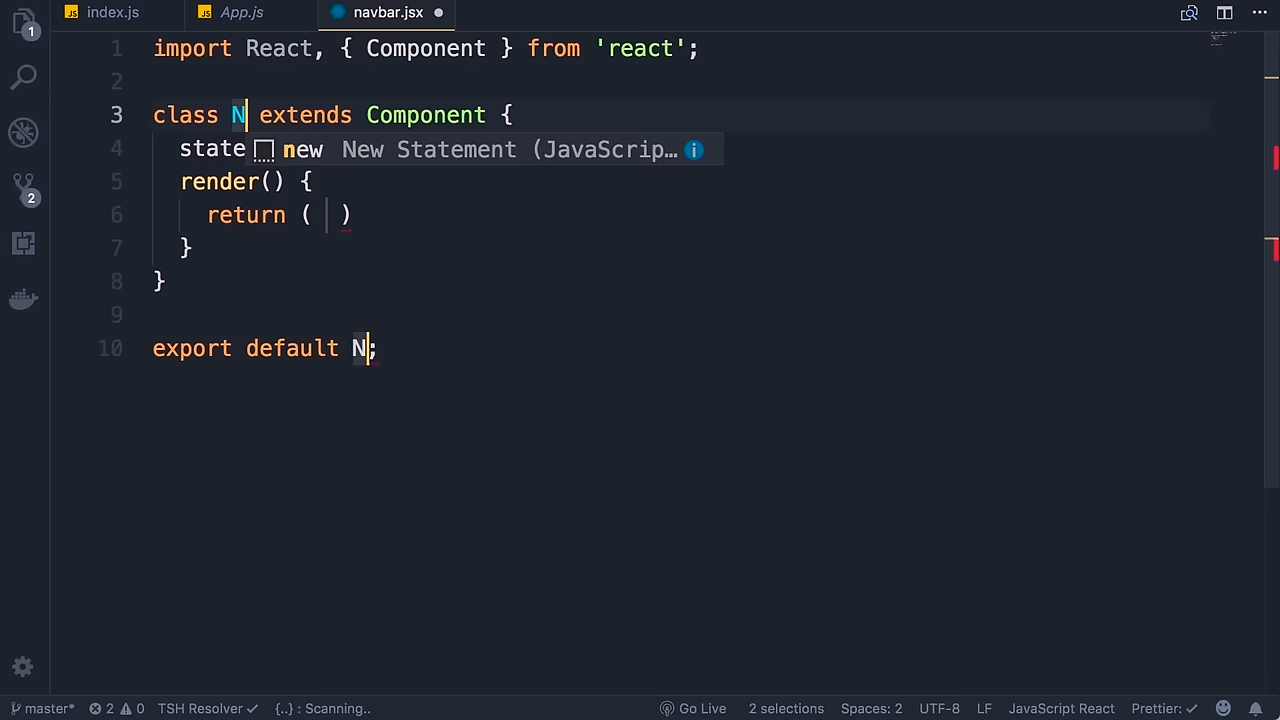 index.js App.js navbar.jsx
1
1 import React, { Component } from 'react';
2
3 class N extends Component {
4 state
new New Statement (JavaScrip…
5 render() {
2
6 return ( )
7 }
8 }
9
10 export default N;
master* 2 0 TSH Resolver {..} : Scanning.. Go Live 2 selections Spaces: 2 UTF-8 LF JavaScript React Prettier: